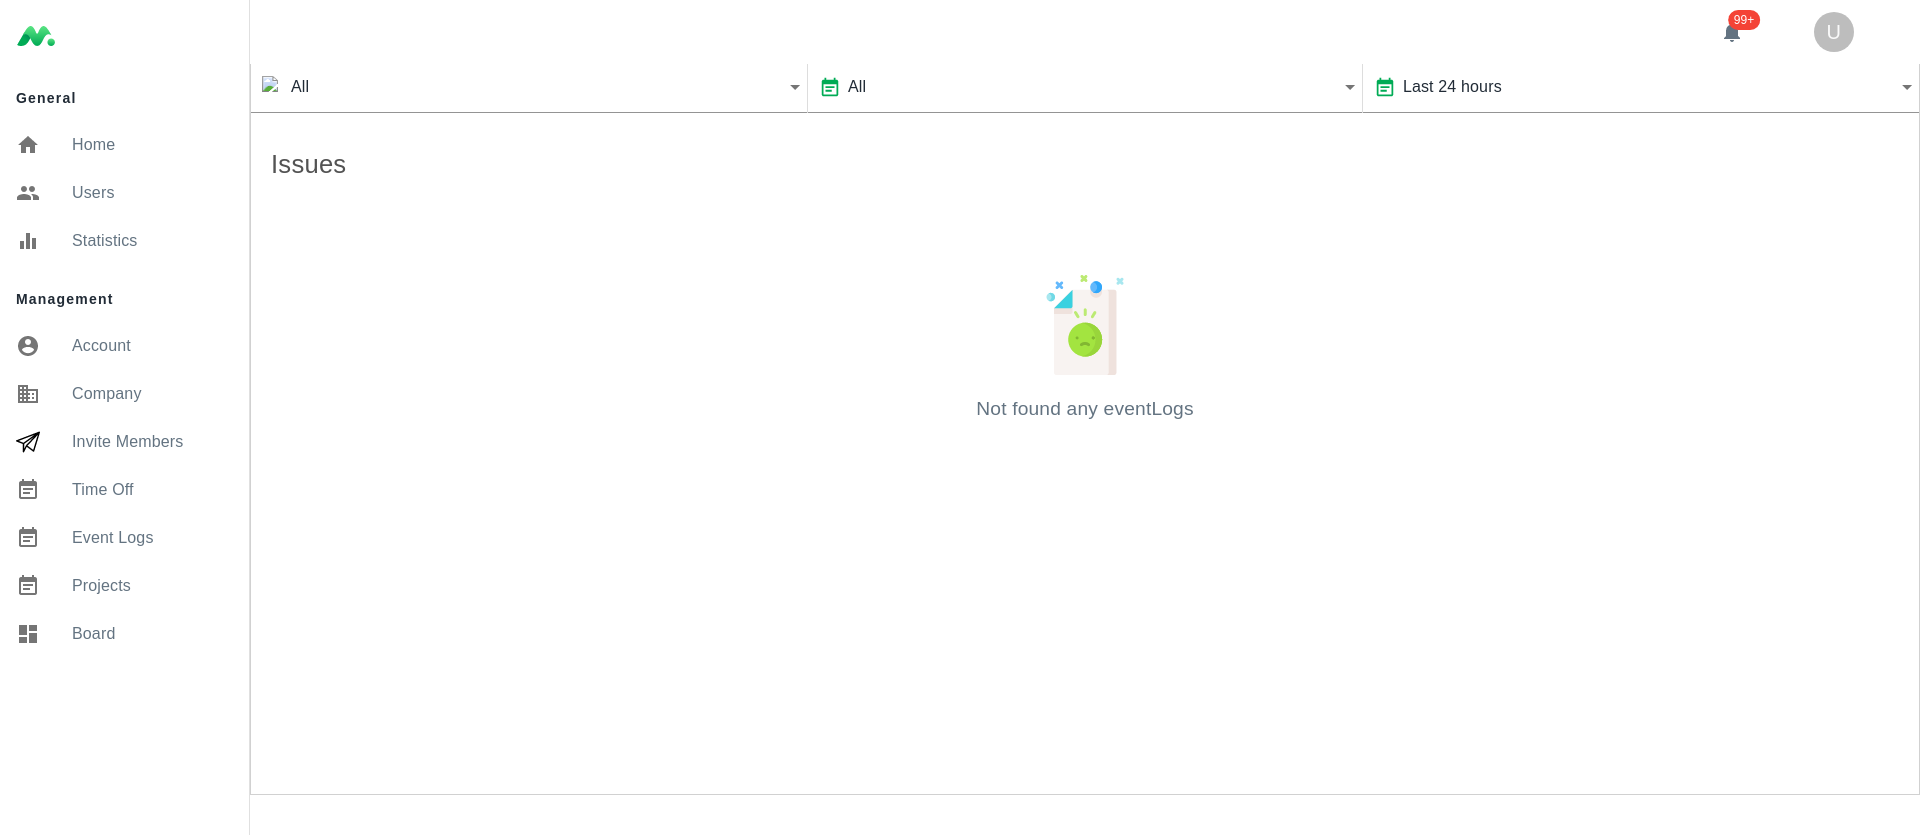 99+
U
General
Home
Users
Statistics
Management
Account
Company
Invite Members
Time Off
Event Logs
Projects
Board
All
All
Last 24 hours
Issues
Not found any eventLogs